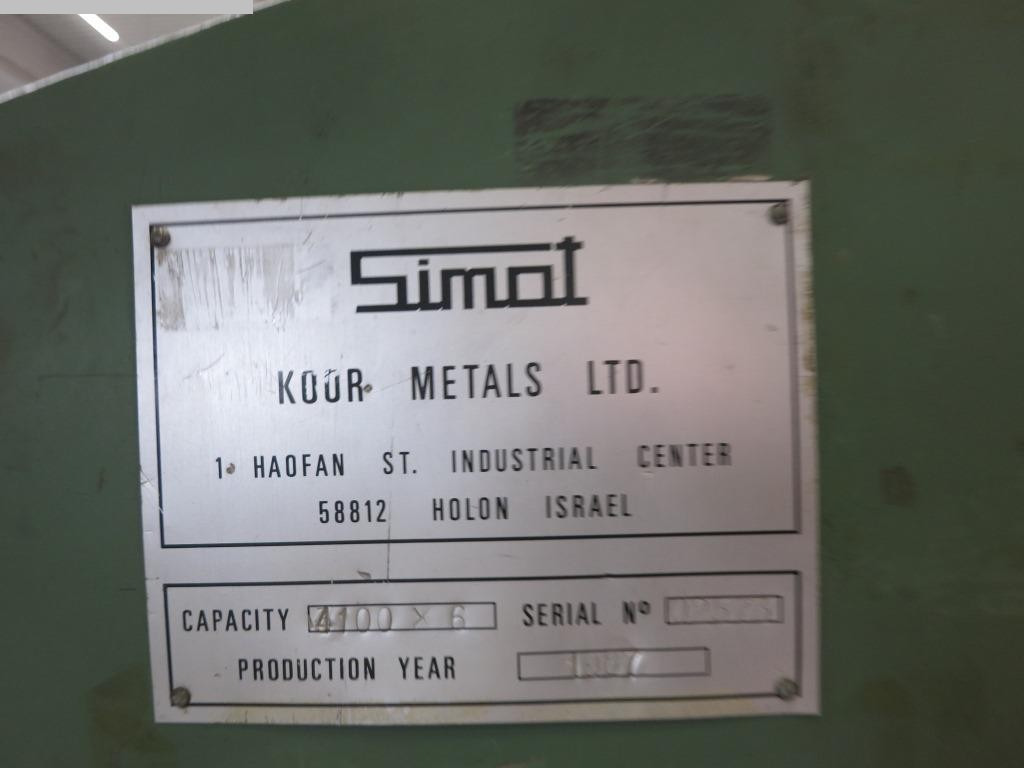 Simat
KOOR METALS LTD.
1 HAOFAN ST. INDUSTRIAL CENTER
58812 HOLON ISRAEL
CAPACITY 4100 x 6 SERIAL Nº
PRODUCTION YEAR